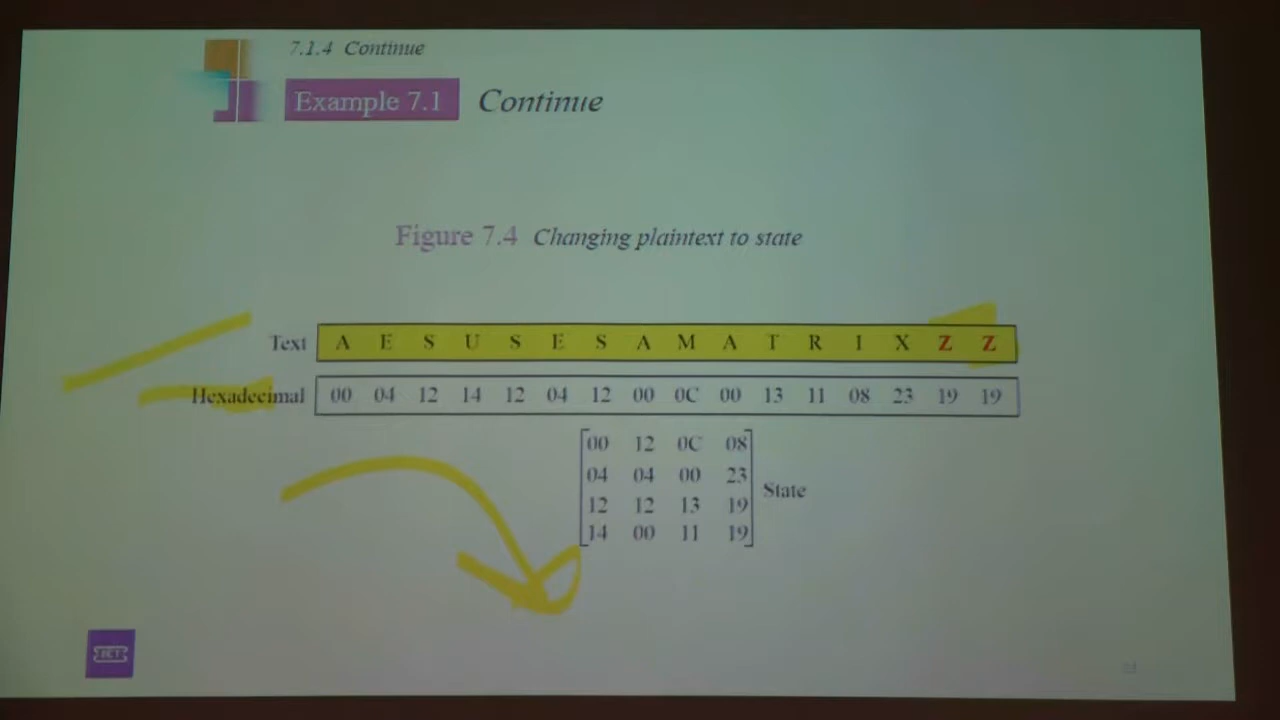 7.1.4 Continue
Example 7.1 Continue
Figure 7.4 Changing plaintext to state
Text A E S U S E S A M A T R I X Z Z
Hexadecimal 00 04 12 14 12 04 12 00 0C 00 13 11 08 23 19 19
00 12 0C 08
04 04 00 23
12 12 13 19
14 00 11 19
State